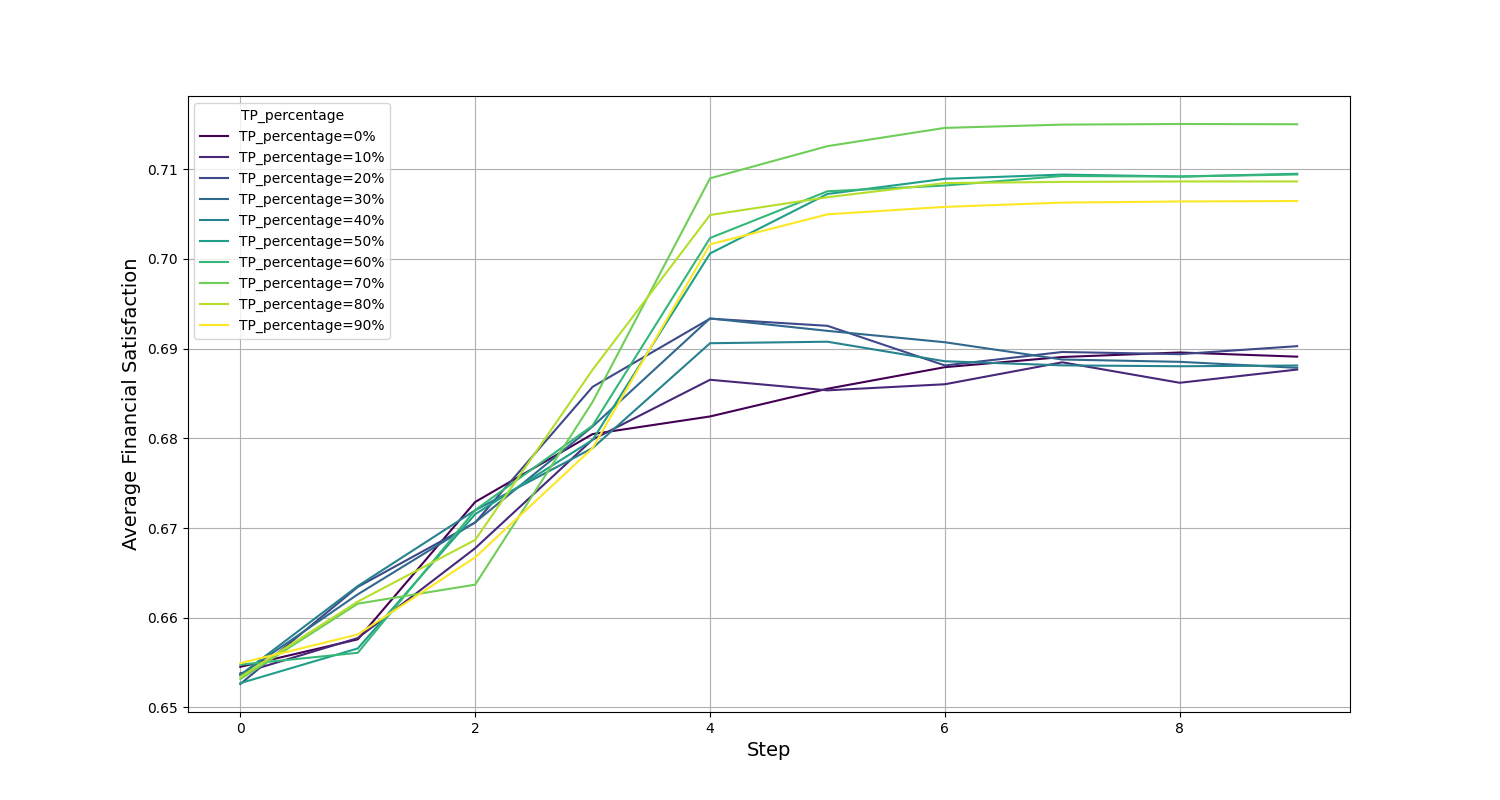 TP_percentage
TP_percentage=0%
TP_percentage=10%
TP_percentage=20%
TP_percentage=30%
TP_percentage=40%
TP_percentage=50%
TP_percentage=60%
TP_percentage=70%
TP_percentage=80%
TP_percentage=90%
Average Financial Satisfaction
0.71
0.70
0.69
0.68
0.67
0.66
0.65
0 2 4 6 8
Step